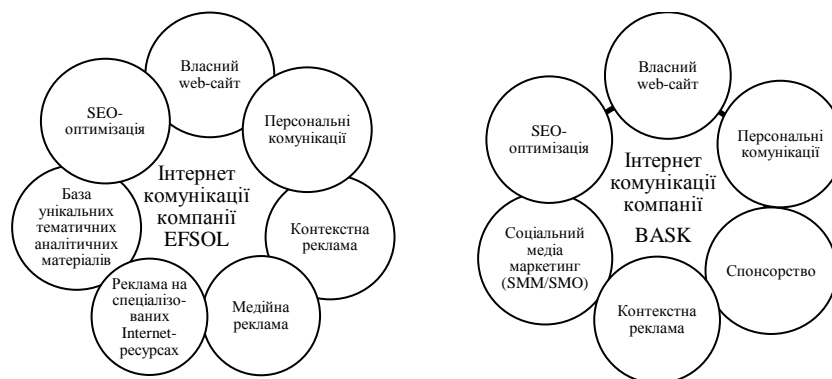 Власний
web-сайт
SEO-
оптимізація
Персональні
комунікації
Інтернет
комунікації
компанії
EFSOL
База
унікальних
тематичних
аналітичних
матеріалів
Контекстна
реклама
Реклама на
спеціалізо-
ваних
Internet-
ресурсах
Медійна
реклама
Власний
web-сайт
SEO-
оптимізація
Персональні
комунікації
Інтернет
комунікації
компанії
BASK
Соціальний
медіа
маркетинг
(SMM/SMO)
Спонсорство
Контекстна
реклама